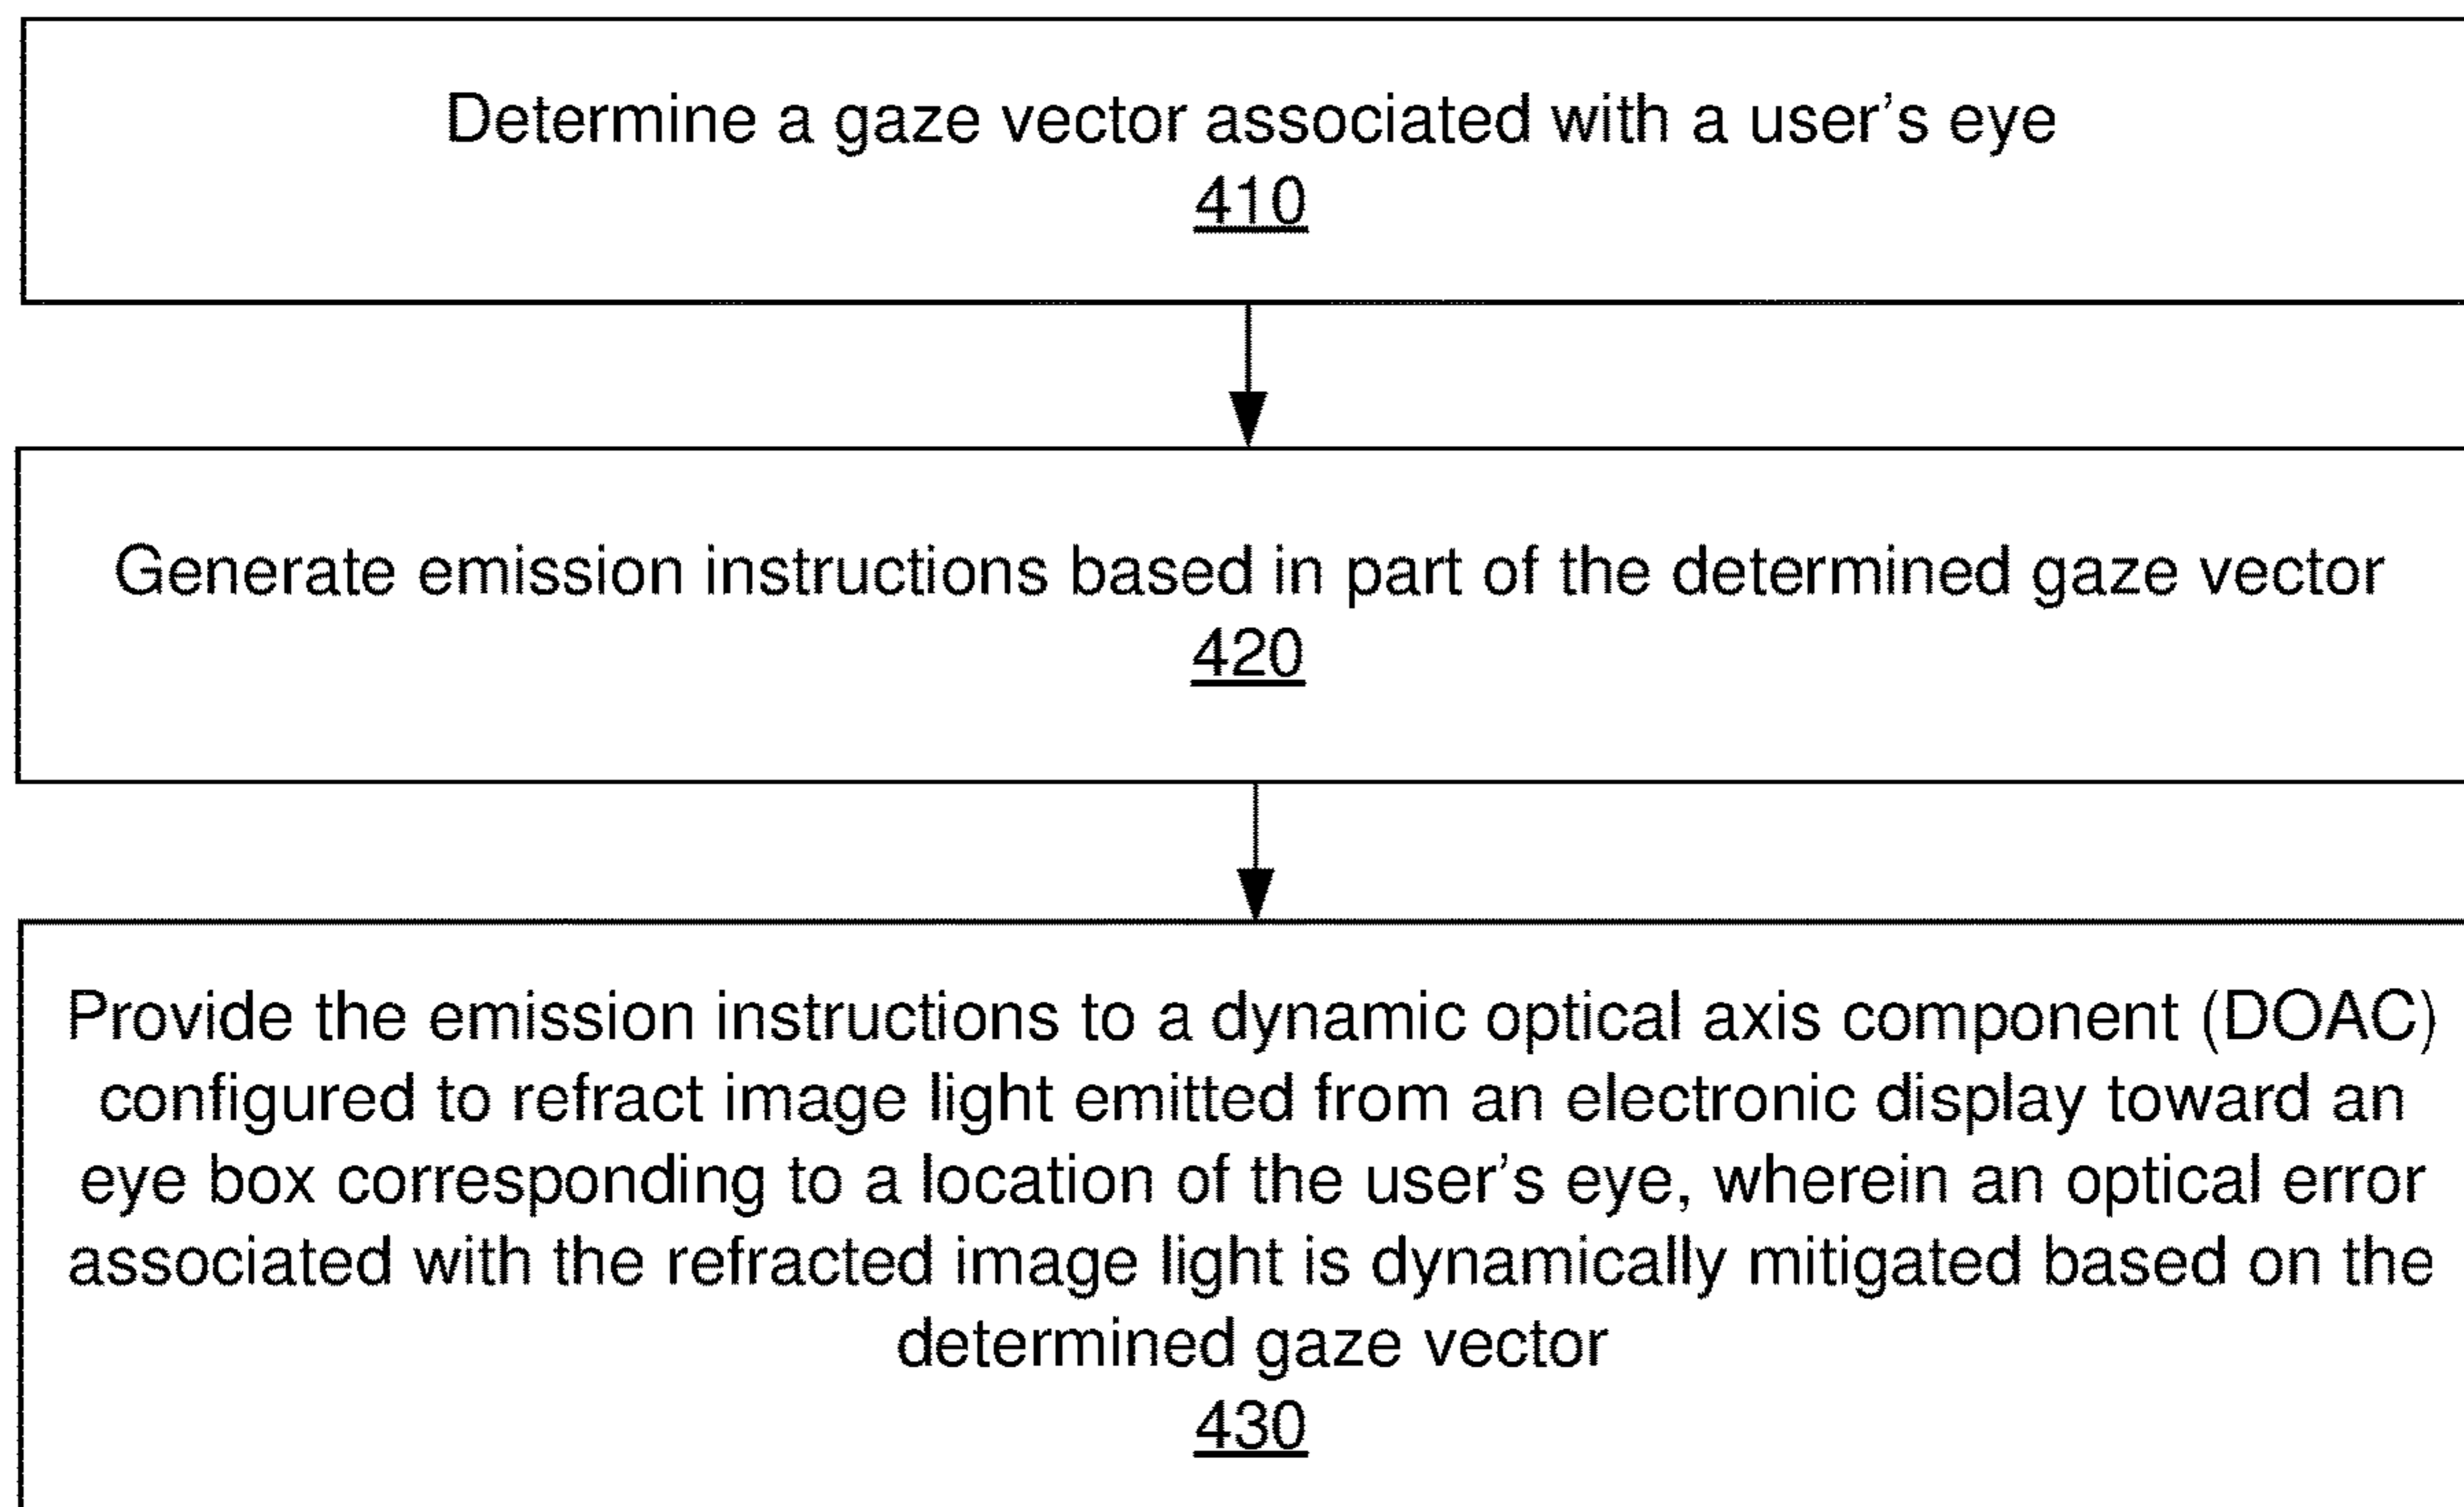 Determine a gaze vector associated with a user’s eye
410
Generate emission instructions based in part of the determined gaze vector
420
Provide the emission instructions to a dynamic optical axis component (DOAC)
configured to refract image light emitted from an electronic display toward an
eye box corresponding to a location of the user’s eye, wherein an optical error
associated with the refracted image light is dynamically mitigated based on the
determined gaze vector
430